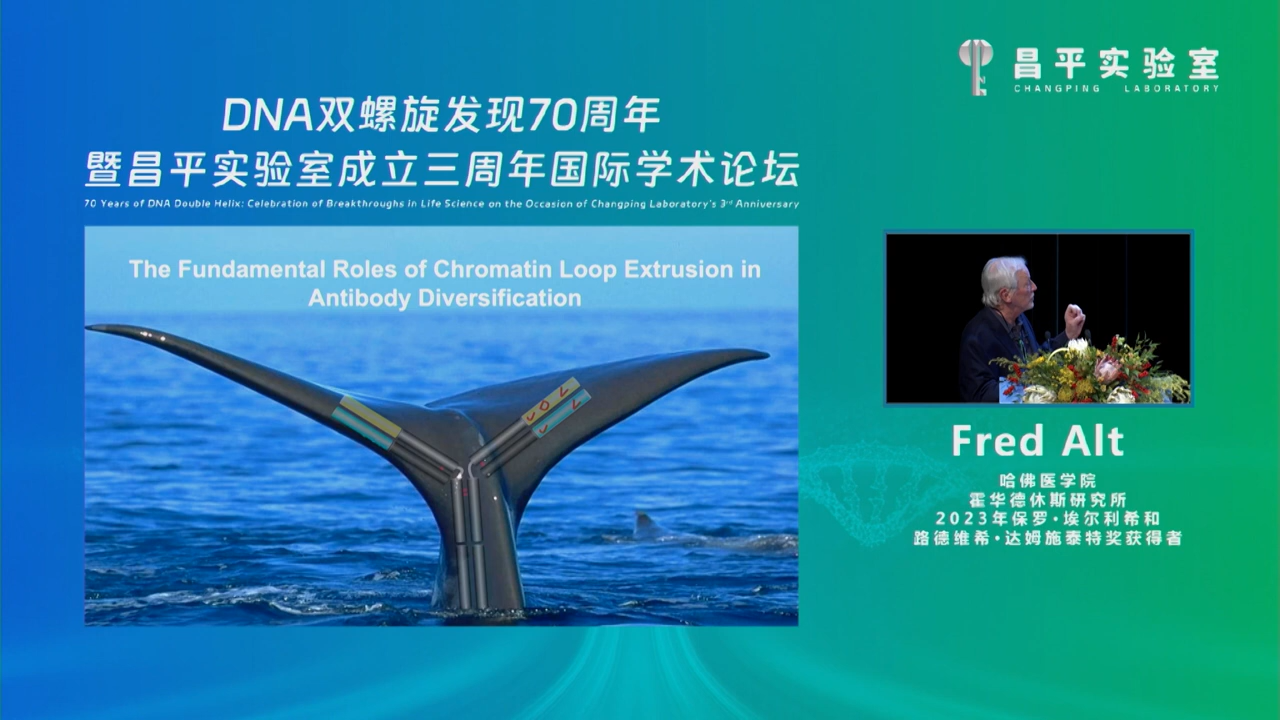 昌平实验室
CHANGPING LABORATORY
DNA双螺旋发现70周年
暨昌平实验室成立三周年国际学术论坛
70 Years of DNA Double Helix: Celebration of Breakthroughs in Life Science on the Occasion of Changping Laboratory's 3rd Anniversary
The Fundamental Roles of Chromatin Loop Extrusion in
Antibody Diversification
Fred Alt
哈佛医学院
霍华德休斯研究所
2023年保罗·埃尔利希和
路德维希·达姆施泰特奖获得者